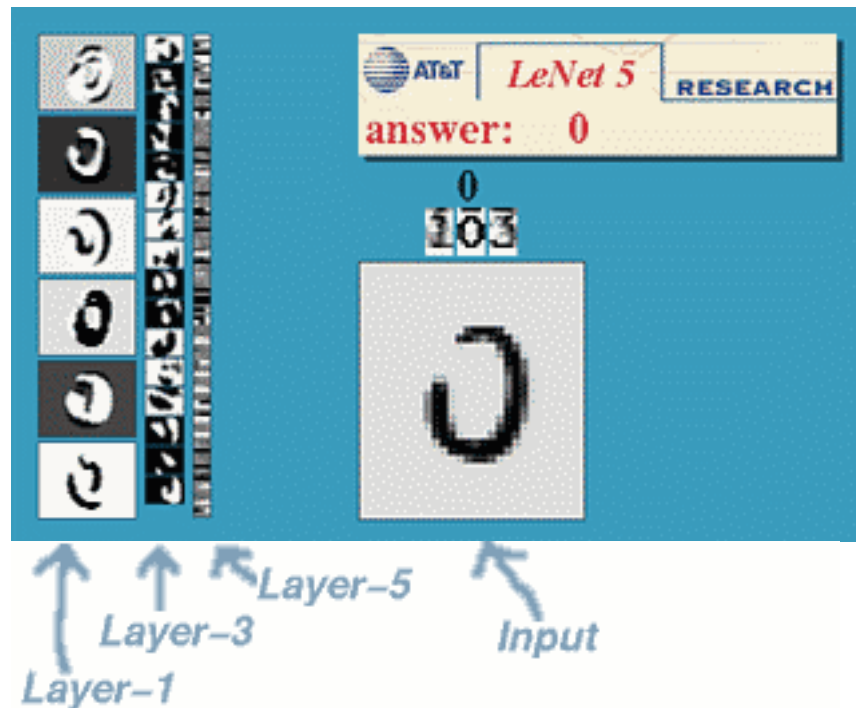 AT&T LeNet 5 RESEARCH
answer: 0
0
103
Layer-5
Layer-3
Input
Layer-1